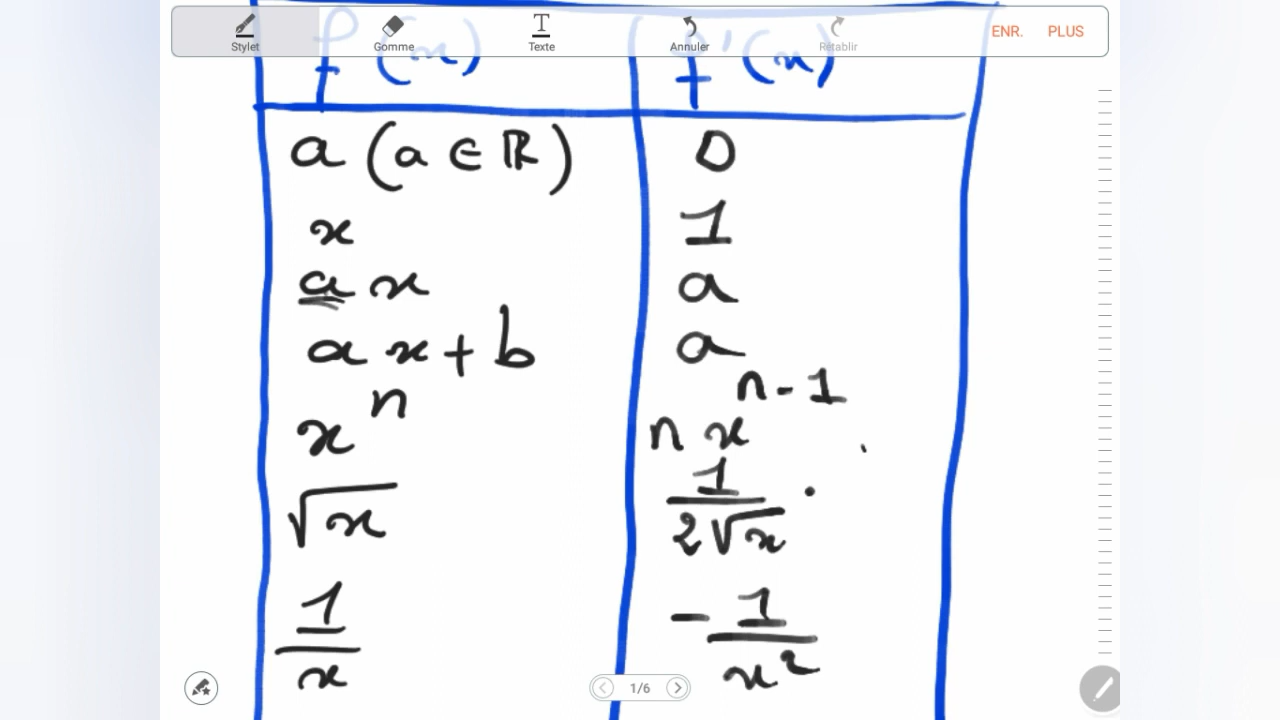 Stylet Gomme Texte Annuler Rétablir ENR. PLUS
f(x) f'(x)
a (a ∈ ℝ) 0
x 1
ax a
ax+b a
xⁿ nxⁿ⁻¹
√x 1/(2√x)
1/x -1/x²
1/6